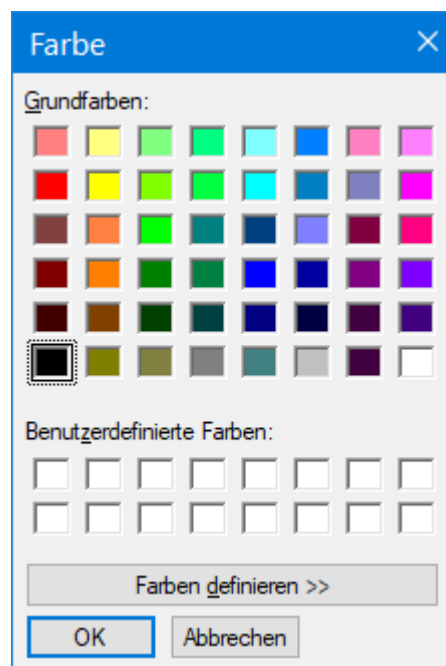 Farbe
Grundfarben:
Benutzerdefinierte Farben:
Farben definieren >>
OK
Abbrechen